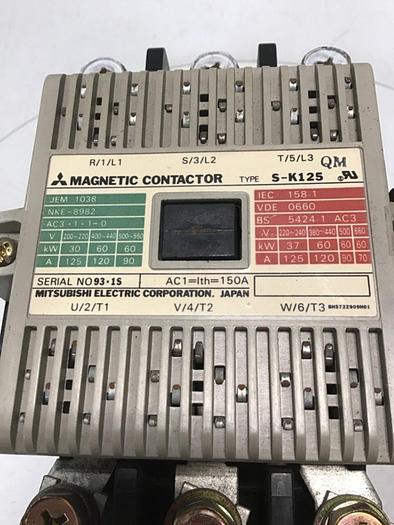 R/1/L1 S/3/L2 T/5/L3 QM
MAGNETIC CONTACTOR TYPE S-K125
JEM 1038
NKE-8982
AC3·1·1-0
V 200~220 400~440 500~550
kW 30 60 60
A 125 120 90
IEC 158-1
VDE 0660
BS 5424.1 AC3
V 220~240 380~440 500 660
kW 37 60 60 60
A 125 120 90 70
SERIAL NO 93·1S AC1=Ith=150A
MITSUBISHI ELECTRIC CORPORATION, JAPAN
U/2/T1 V/4/T2 W/6/T3